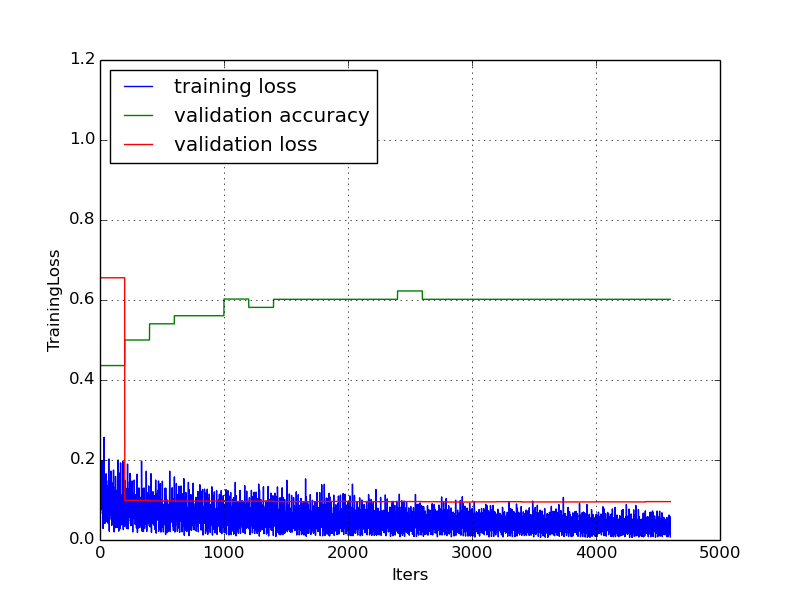 1.2
training loss
validation accuracy
validation loss
1.0
0.8
0.6
0.4
0.2
0.0
TrainingLoss
0 1000 2000 3000 4000 5000
Iters